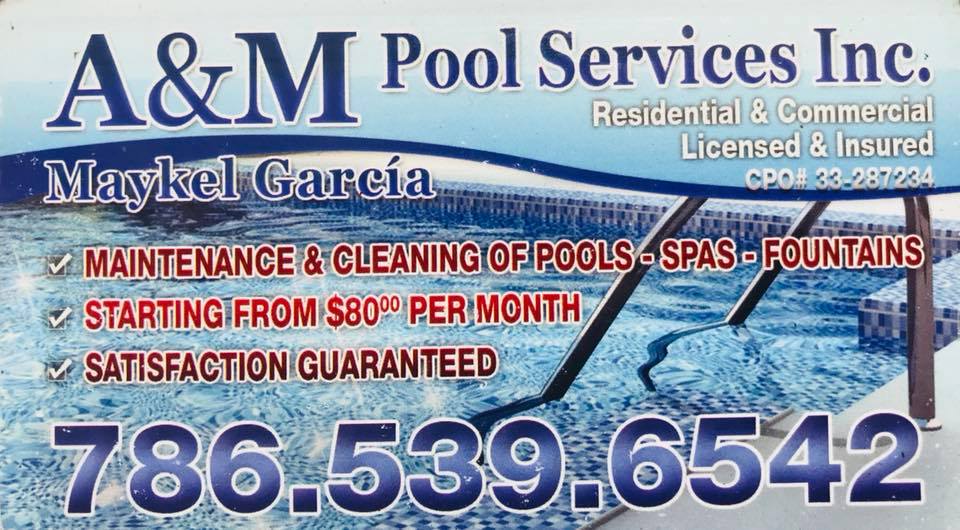 A&M Pool Services Inc.
Residential & Commercial
Licensed & Insured
CPO# 33-287234
Maykel García
MAINTENANCE & CLEANING OF POOLS - SPAS - FOUNTAINS
STARTING FROM $80⁰⁰ PER MONTH
SATISFACTION GUARANTEED
786.539.6542